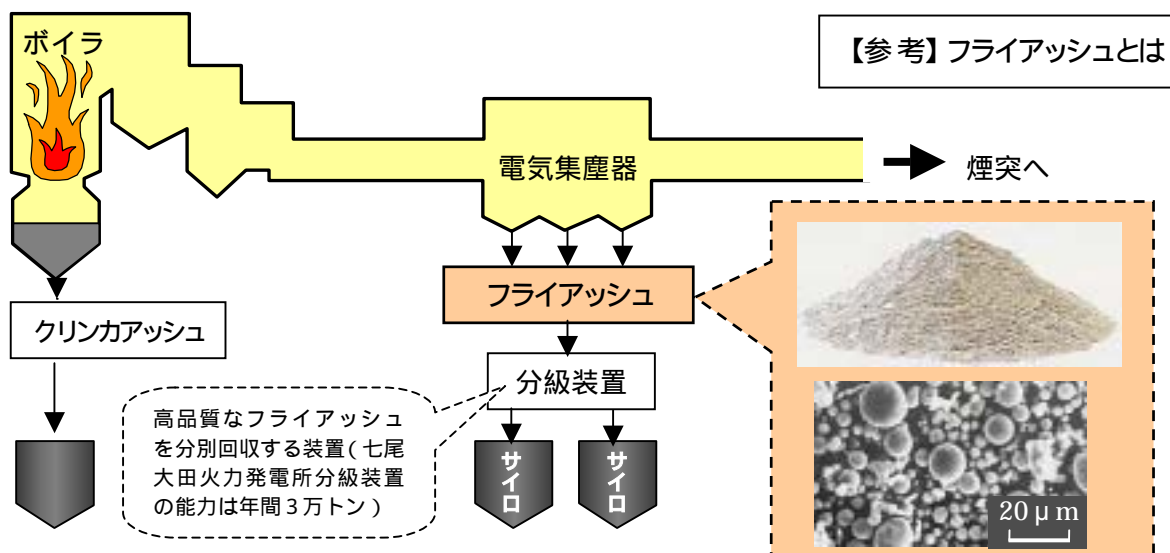 ボイラ
【参考】フライアッシュとは
電気集塵器
煙突へ
フライアッシュ
クリンカアッシュ
分級装置
高品質なフライアッシュ
を分別回収する装置(七尾
大田火力発電所分級装置
の能力は年間3万トン)
サイロ
サイロ
20μm